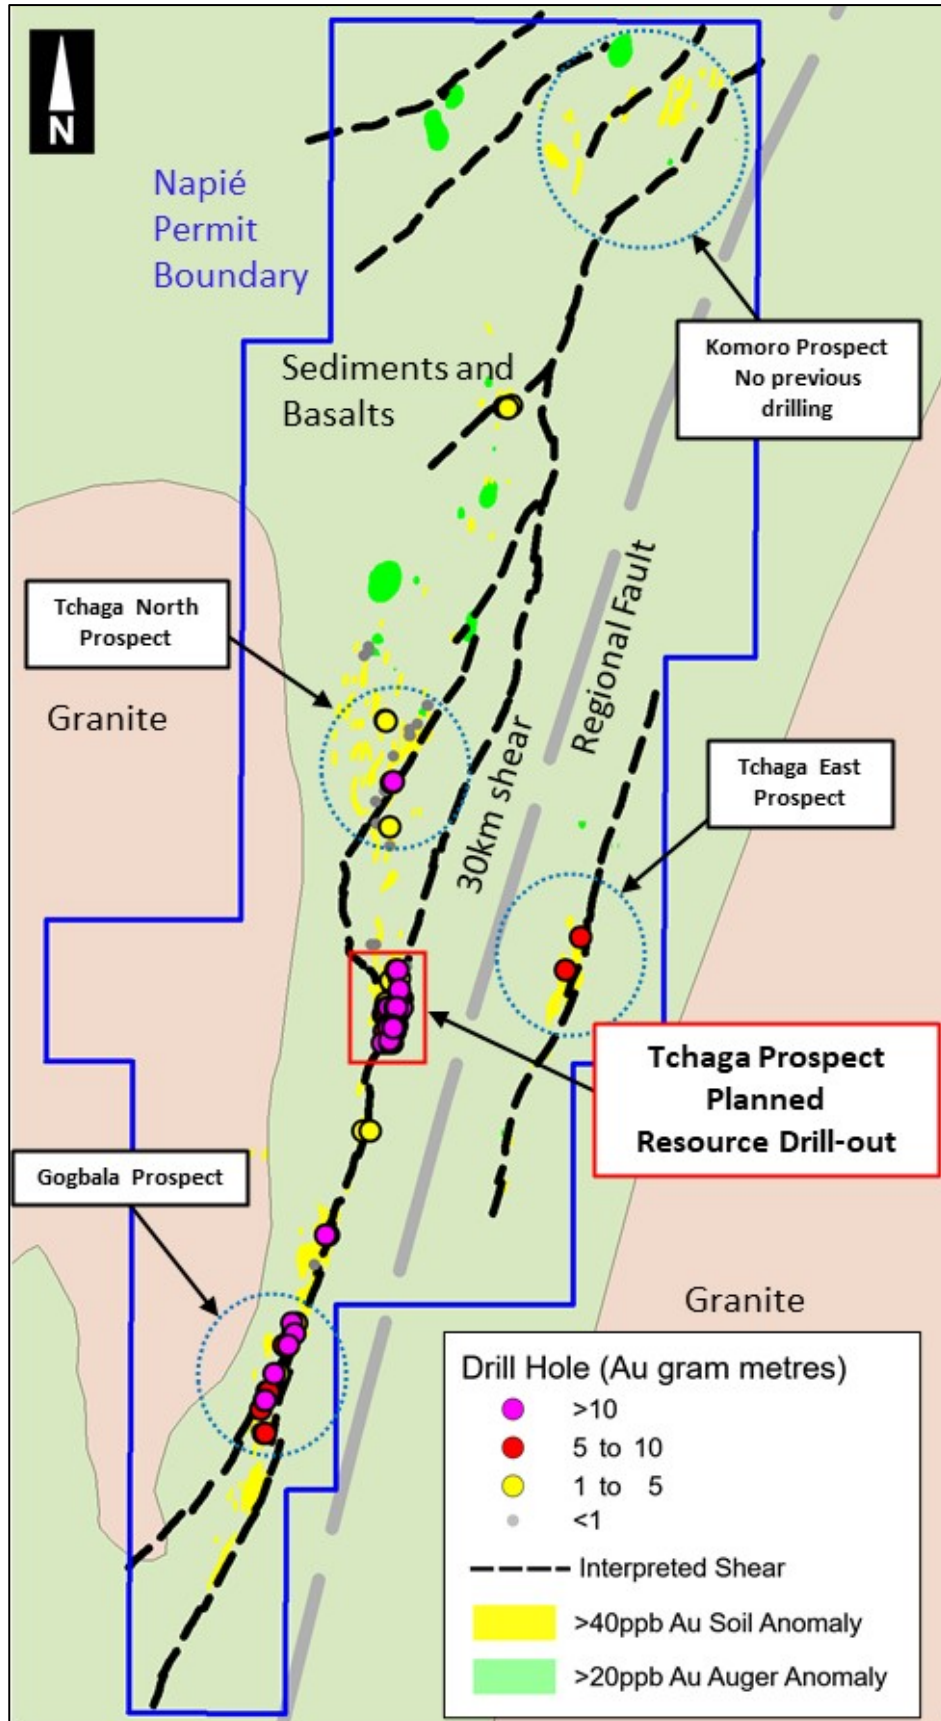 N
Napié
Permit
Boundary
Komoro Prospect
No previous
drilling
Sediments and
Basalts
Tchaga North
Prospect
Granite
Regional Fault
30km shear
Tchaga East
Prospect
Tchaga Prospect
Planned
Resource Drill-out
Gogbala Prospect
Granite
Drill Hole (Au gram metres)
>10
5 to 10
1 to 5
<1
Interpreted Shear
>40ppb Au Soil Anomaly
>20ppb Au Auger Anomaly